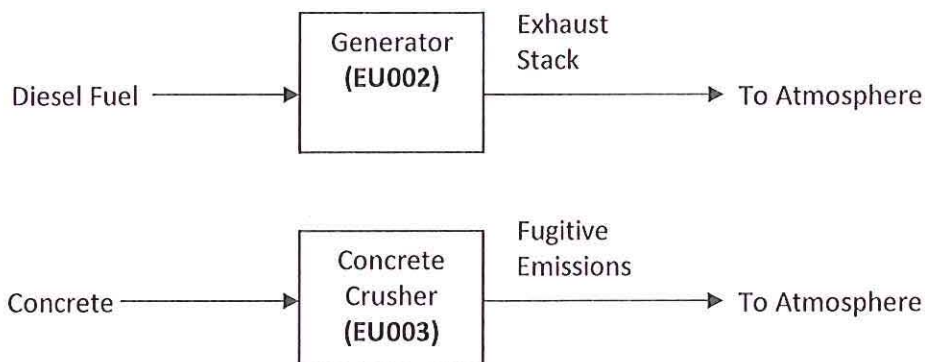 Generator
(EU002)
Exhaust
Stack
Diesel Fuel
To Atmosphere
Concrete
Crusher
(EU003)
Fugitive
Emissions
Concrete
To Atmosphere